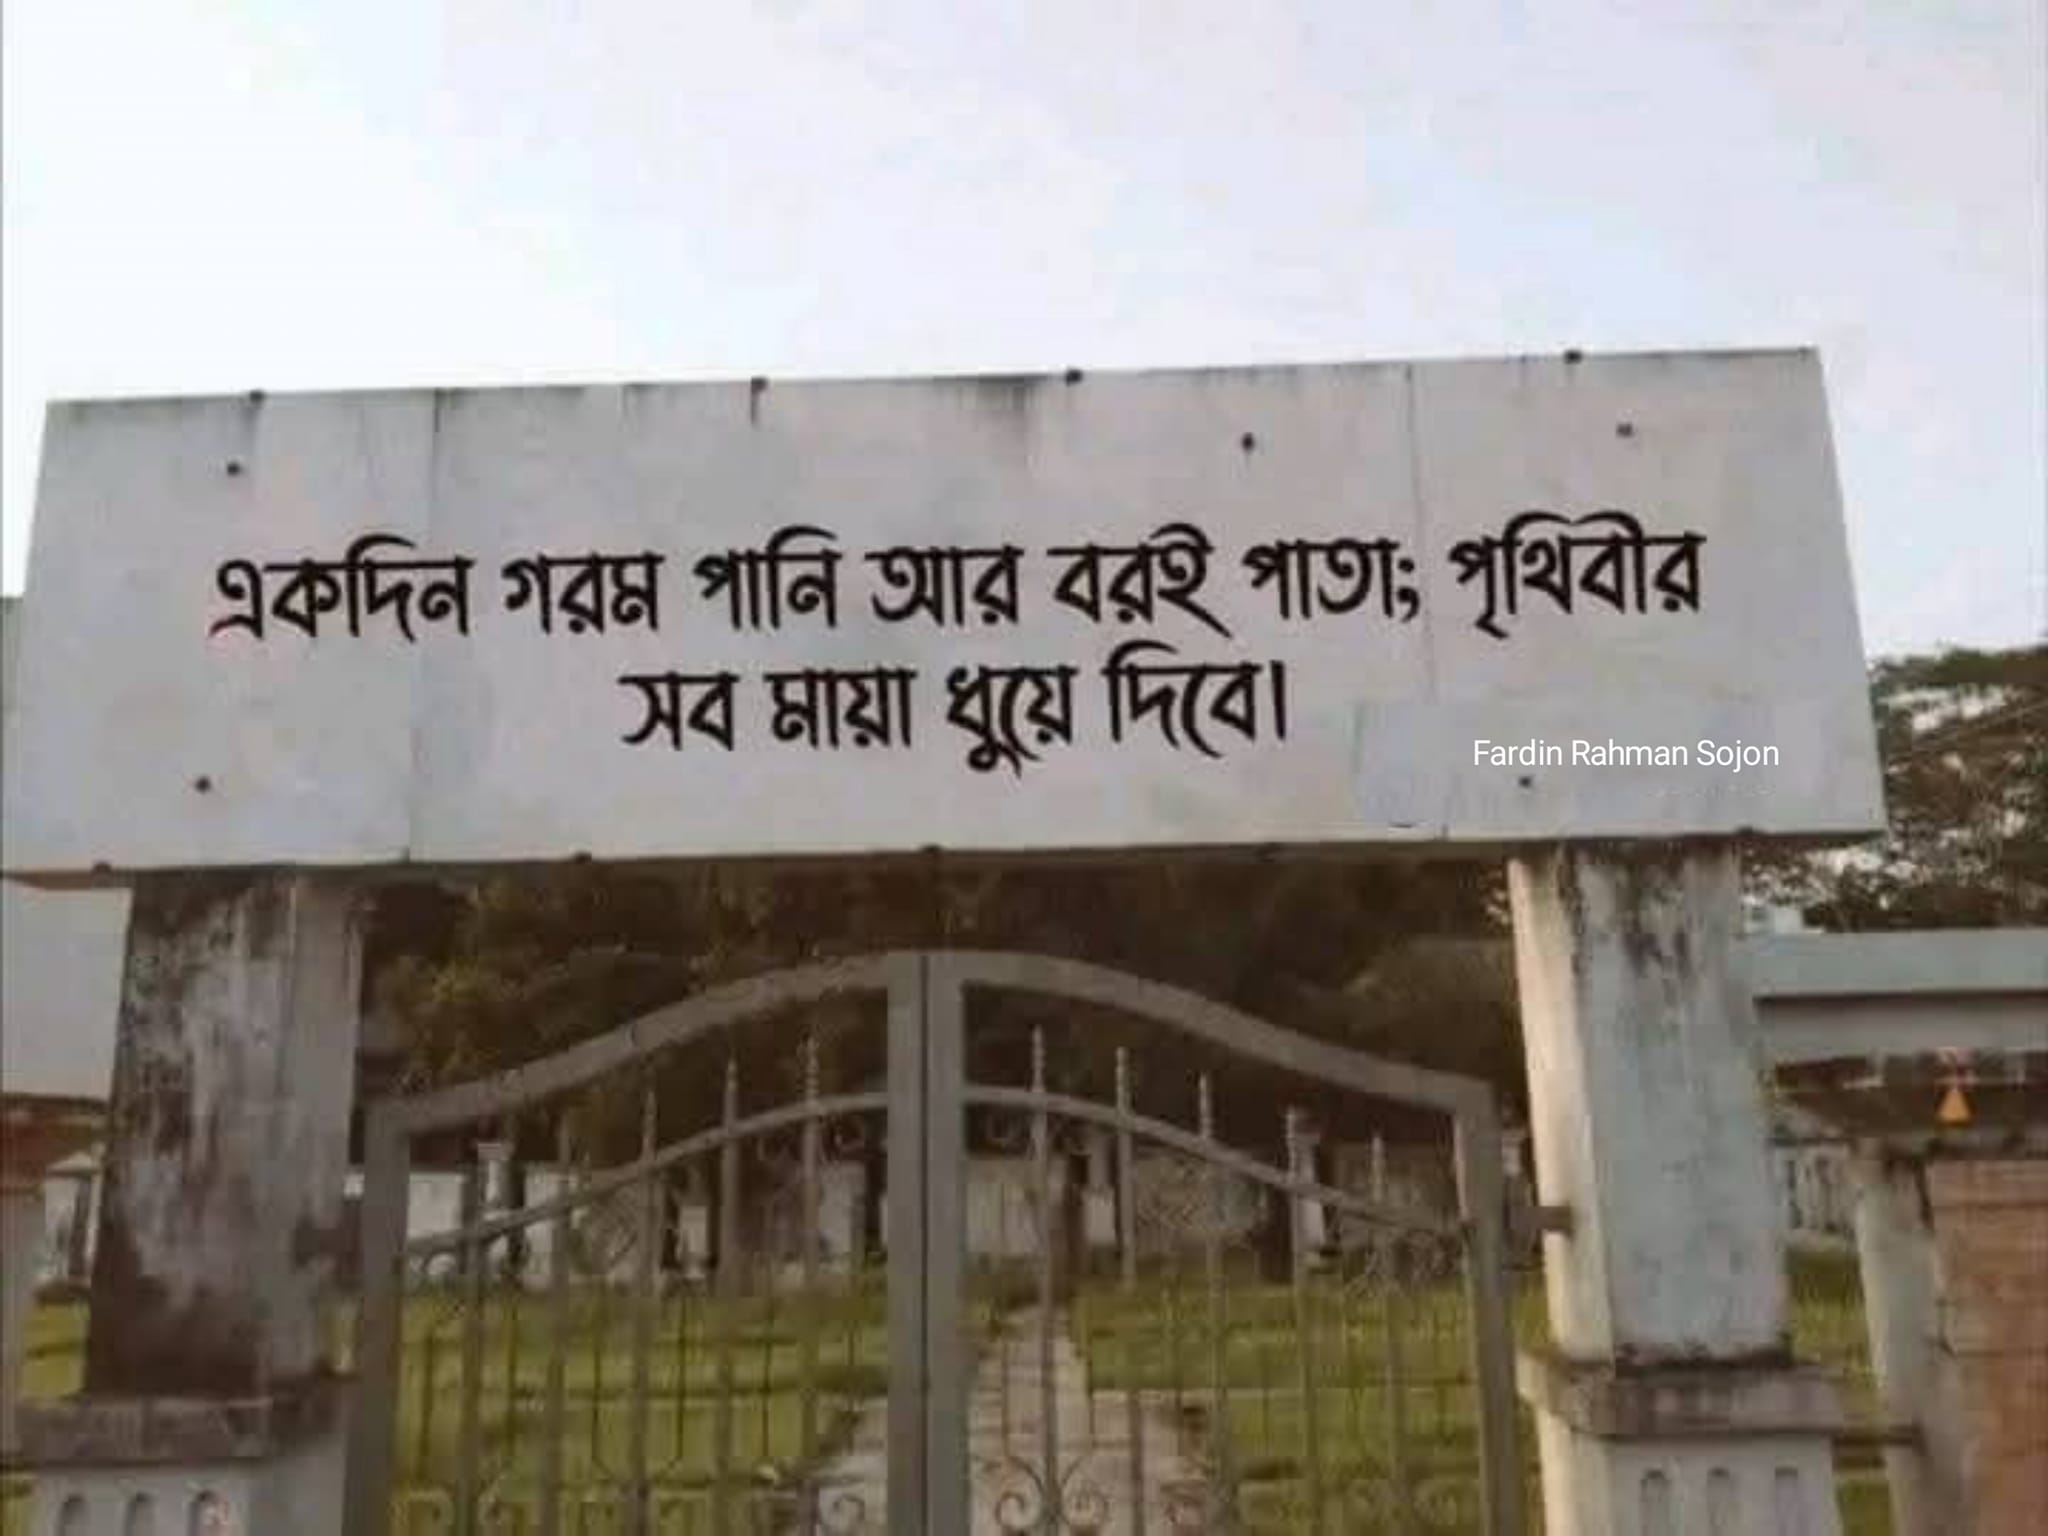 একদিন গরম পানি আর বরই পাতা; পৃথিবীর
সব মায়া ধুয়ে দিবে।
Fardin Rahman Sojon